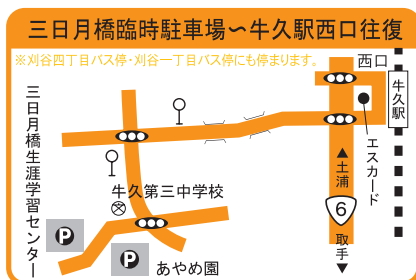 三日月橋臨時駐車場〜牛久駅西口往復
※刈谷四丁目バス停・刈谷一丁目バス停にも停まります。
西口
牛久駅
エスカード
▲土浦
6
取手▼
三日月橋生涯学習センター
牛久第三中学校
文
P
P
あやめ園